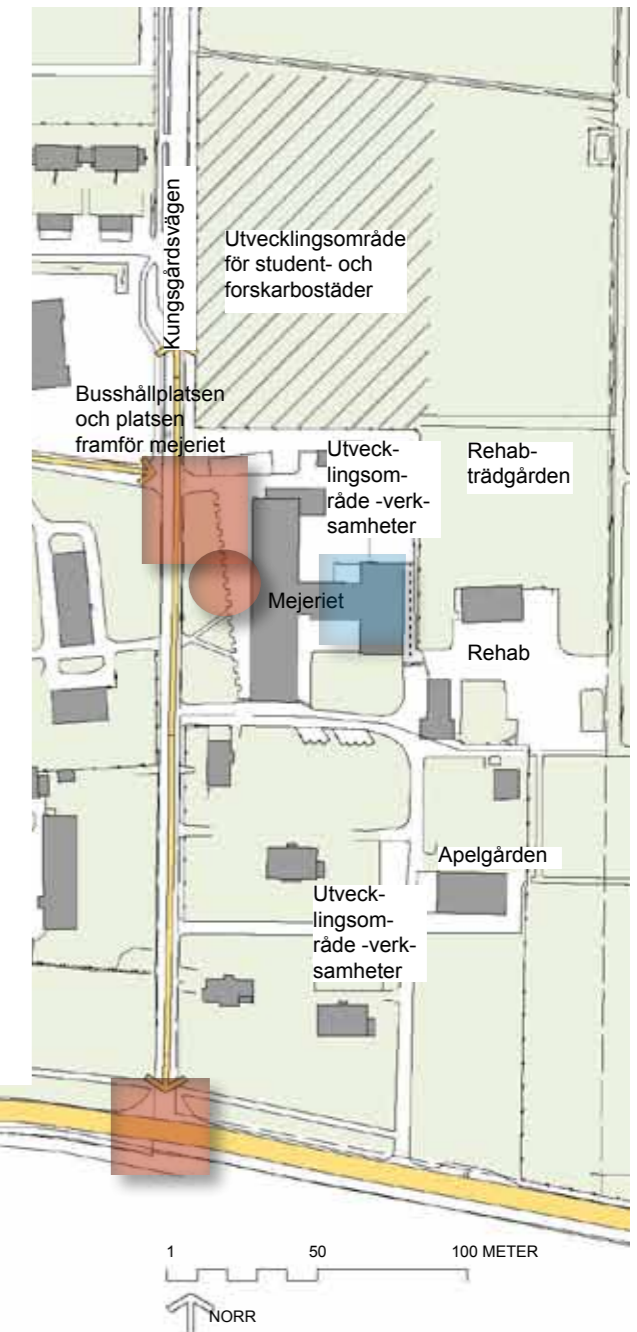 Kungsgårdsvägen
Utvecklingsområde
för student- och
forskarbostäder
Busshållplatsen
och platsen
framför mejeriet
Utveck-
lingsom-
råde -verk-
samheter
Rehab-
trädgården
Mejeriet
Rehab
Apelgården
Utveck-
lingsom-
råde -verk-
samheter
1 50 100 METER
NORR